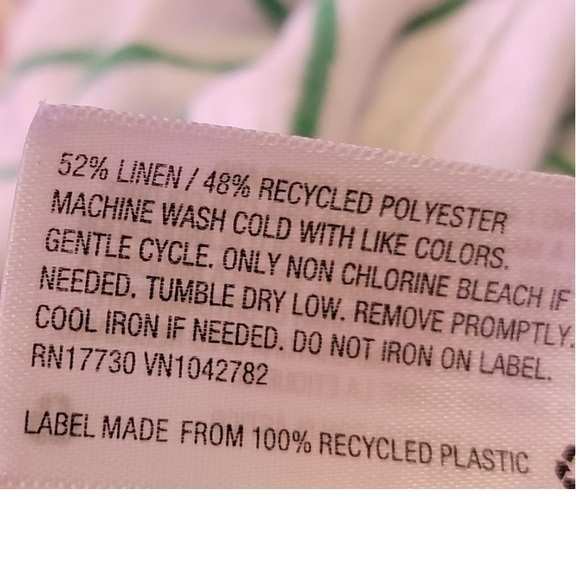 52% LINEN / 48% RECYCLED POLYESTER
MACHINE WASH COLD WITH LIKE COLORS.
GENTLE CYCLE. ONLY NON CHLORINE BLEACH IF
NEEDED. TUMBLE DRY LOW. REMOVE PROMPTLY.
COOL IRON IF NEEDED. DO NOT IRON ON LABEL.
RN17730 VN1042782
LABEL MADE FROM 100% RECYCLED PLASTIC